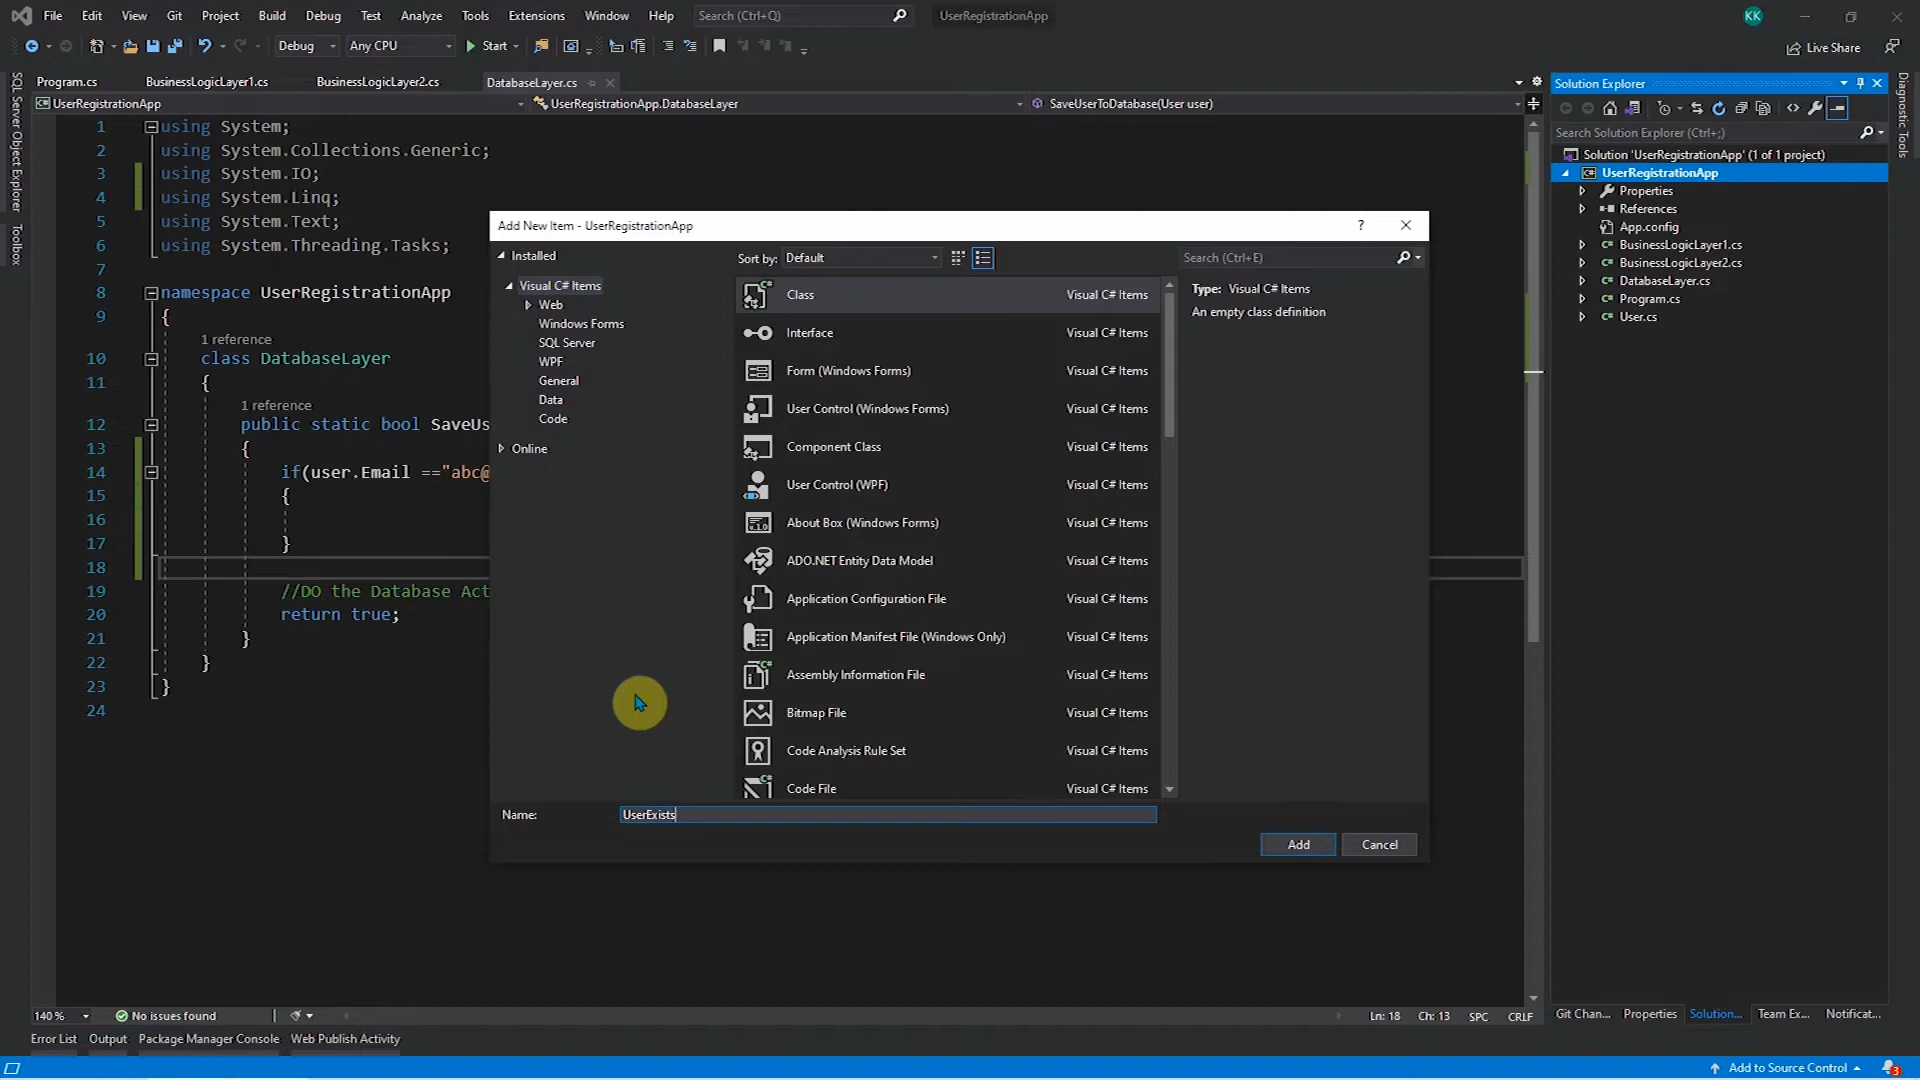 File Edit View Git Project Build Debug Test Analyze Tools Extensions Window Help Search (Ctrl+Q) UserRegistrationApp KK
Debug Any CPU Start Live Share
Program.cs BusinessLogicLayer1.cs BusinessLogicLayer2.cs DatabaseLayer.cs
UserRegistrationApp UserRegistrationApp.DatabaseLayer SaveUserToDatabase(User user)
SQL Server Object Explorer
Toolbox
1 using System;
2 using System.Collections.Generic;
3 using System.IO;
4 using System.Linq;
5 using System.Text;
6 using System.Threading.Tasks;
7
8 namespace UserRegistrationApp
9 {
1 reference
10 class DatabaseLayer
11 {
1 reference
12 public static bool SaveUs
13 {
14 if(user.Email =="abc@
15 {
16
17 }
18
19 //DO the Database Act
20 return true;
21 }
22 }
23 }
24
Add New Item - UserRegistrationApp ?
Installed
Visual C# Items
Web
Windows Forms
SQL Server
WPF
General
Data
Code
Online
Sort by: Default
Search (Ctrl+E)
Class Visual C# Items
Interface Visual C# Items
Form (Windows Forms) Visual C# Items
User Control (Windows Forms) Visual C# Items
Component Class Visual C# Items
User Control (WPF) Visual C# Items
About Box (Windows Forms) Visual C# Items
ADO.NET Entity Data Model Visual C# Items
Application Configuration File Visual C# Items
Application Manifest File (Windows Only) Visual C# Items
Assembly Information File Visual C# Items
Bitmap File Visual C# Items
Code Analysis Rule Set Visual C# Items
Code File Visual C# Items
Type: Visual C# Items
An empty class definition
Name: UserExists
Add Cancel
Solution Explorer
Search Solution Explorer (Ctrl+;)
Solution 'UserRegistrationApp' (1 of 1 project)
UserRegistrationApp
Properties
References
App.config
BusinessLogicLayer1.cs
BusinessLogicLayer2.cs
DatabaseLayer.cs
Program.cs
User.cs
Diagnostic Tools
140 % No issues found Ln: 18 Ch: 13 SPC CRLF
Git Chan... Properties Solution... Team Ex... Notificat...
Error List Output Package Manager Console Web Publish Activity
Add to Source Control 3